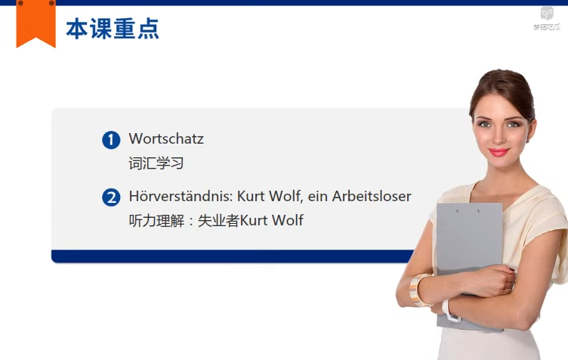 本课重点
1 Wortschatz
词汇学习
2 Hörverständnis: Kurt Wolf, ein Arbeitsloser
听力理解：失业者Kurt Wolf